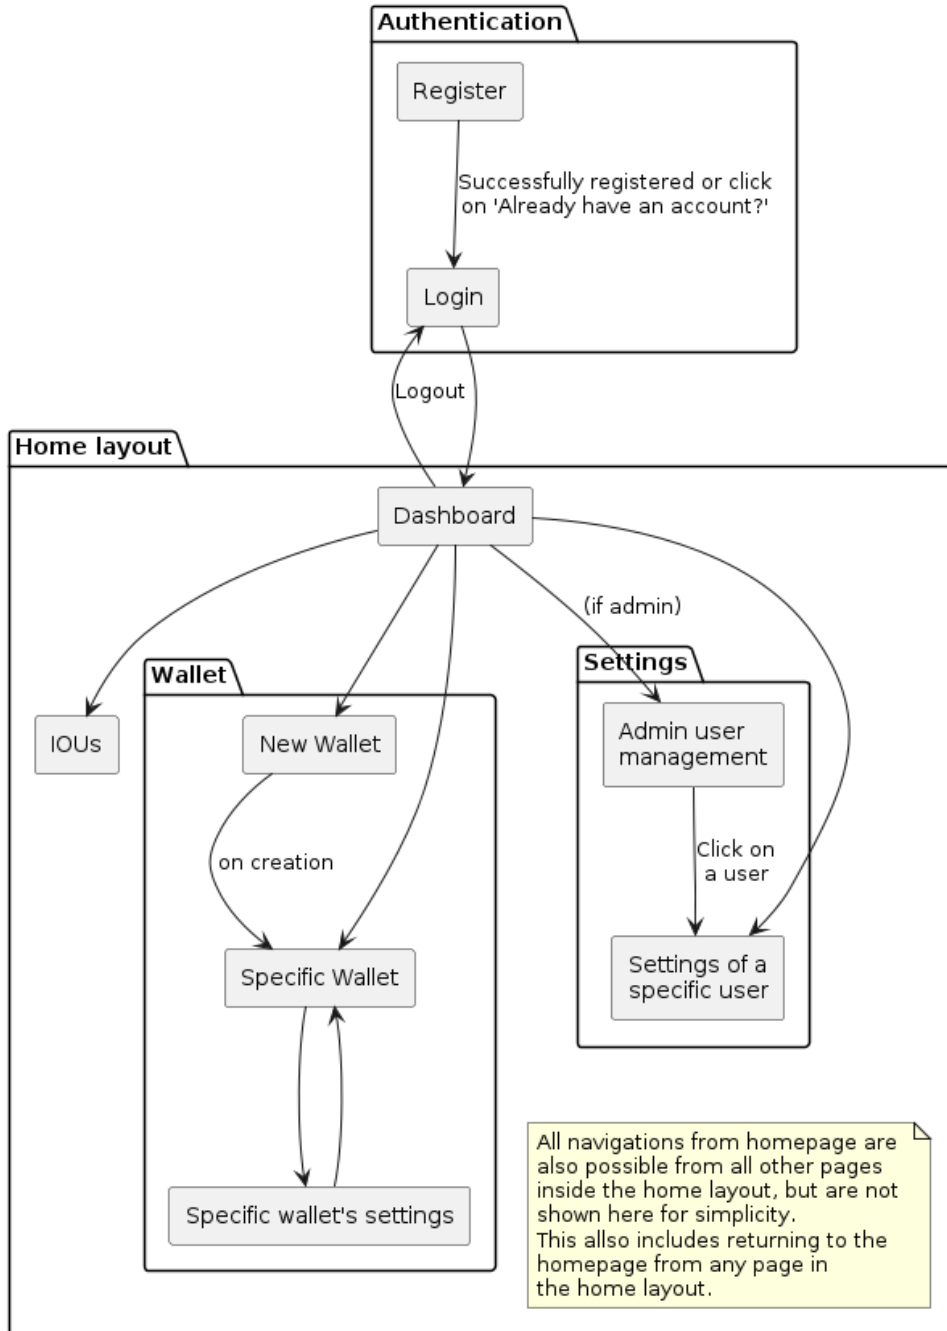 Authentication
Register
Successfully registered or click
on 'Already have an account?'
Login
Logout
Home layout
Dashboard
(if admin)
Wallet
Settings
IOUs
New Wallet
Admin user
management
on creation
Click on
a user
Specific Wallet
Settings of a
specific user
Specific wallet's settings
All navigations from homepage are
also possible from all other pages
inside the home layout, but are not
shown here for simplicity.
This allso includes returning to the
homepage from any page in
the home layout.